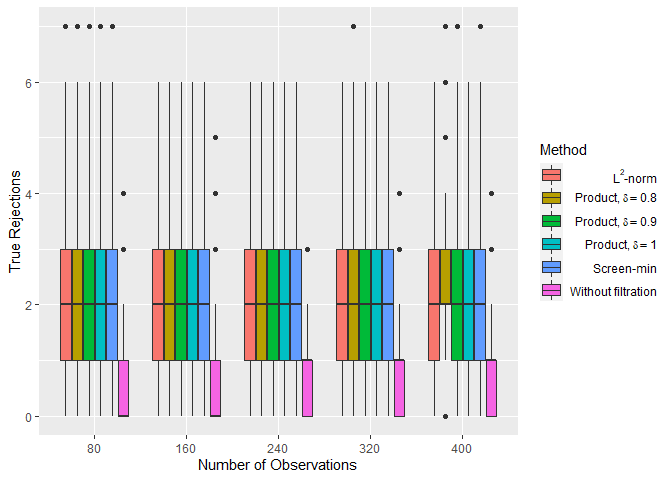 True Rejections
6
4
2
0
80
160
240
320
400
Number of Observations
Method
L²-norm
Product, δ = 0.8
Product, δ = 0.9
Product, δ = 1
Screen-min
Without filtration